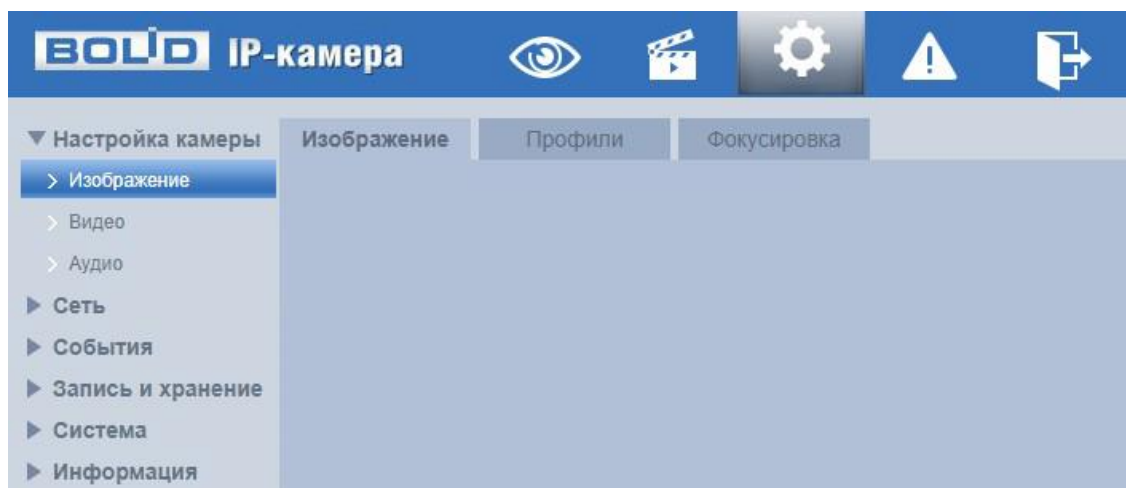 BOLID IP-камера
Настройка камеры
Изображение
Видео
Аудио
Сеть
События
Запись и хранение
Система
Информация
Изображение Профили Фокусировка